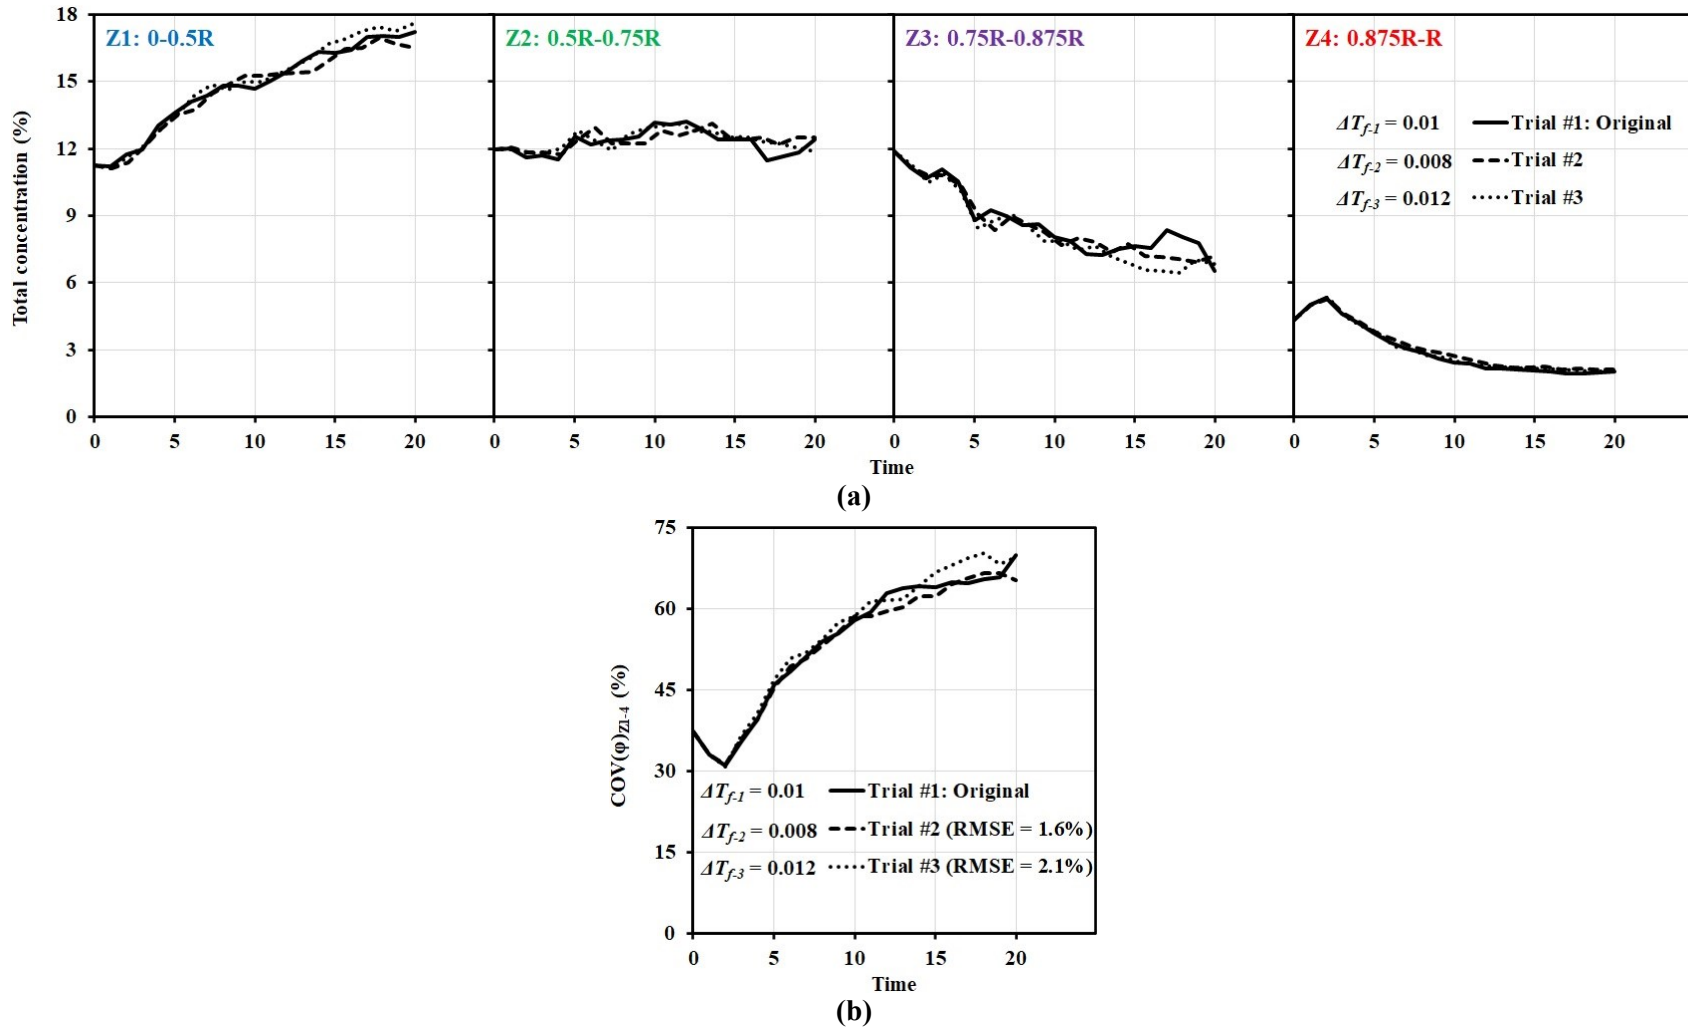 Z1: 0-0.5R
Z2: 0.5R-0.75R
Z3: 0.75R-0.875R
Z4: 0.875R-R
Total concentration (%)
18
15
12
9
6
3
0
ΔTf-1 = 0.01 Trial #1: Original
ΔTf-2 = 0.008 Trial #2
ΔTf-3 = 0.012 Trial #3
0 5 10 15 20 0 5 10 15 20 0 5 10 15 20 0 5 10 15 20
Time
(a)
COV(φ)Z1-4 (%)
75
60
45
30
15
0
ΔTf-1 = 0.01 Trial #1: Original
ΔTf-2 = 0.008 Trial #2 (RMSE = 1.6%)
ΔTf-3 = 0.012 Trial #3 (RMSE = 2.1%)
0 5 10 15 20
Time
(b)